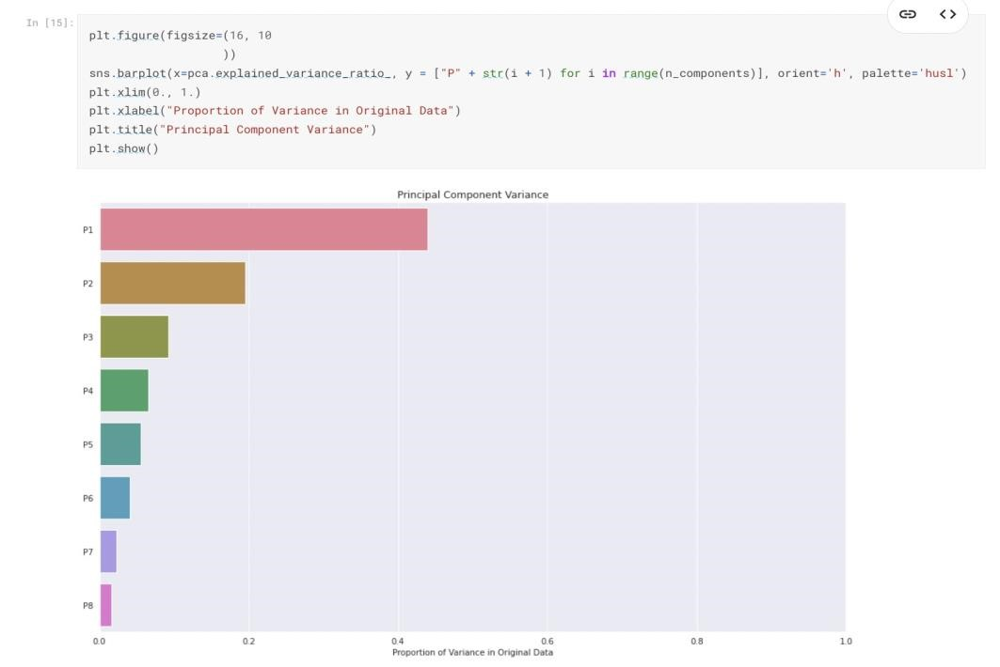 In [15]:
plt.figure(figsize=(16, 10
))
sns.barplot(x=pca.explained_variance_ratio_, y = ["P" + str(i + 1) for i in range(n_components)], orient='h', palette='husl')
plt.xlim(0., 1.)
plt.xlabel("Proportion of Variance in Original Data")
plt.title("Principal Component Variance")
plt.show()
Principal Component Variance
P1
P2
P3
P4
P5
P6
P7
P8
0.0 0.2 0.4 0.6 0.8 1.0
Proportion of Variance in Original Data